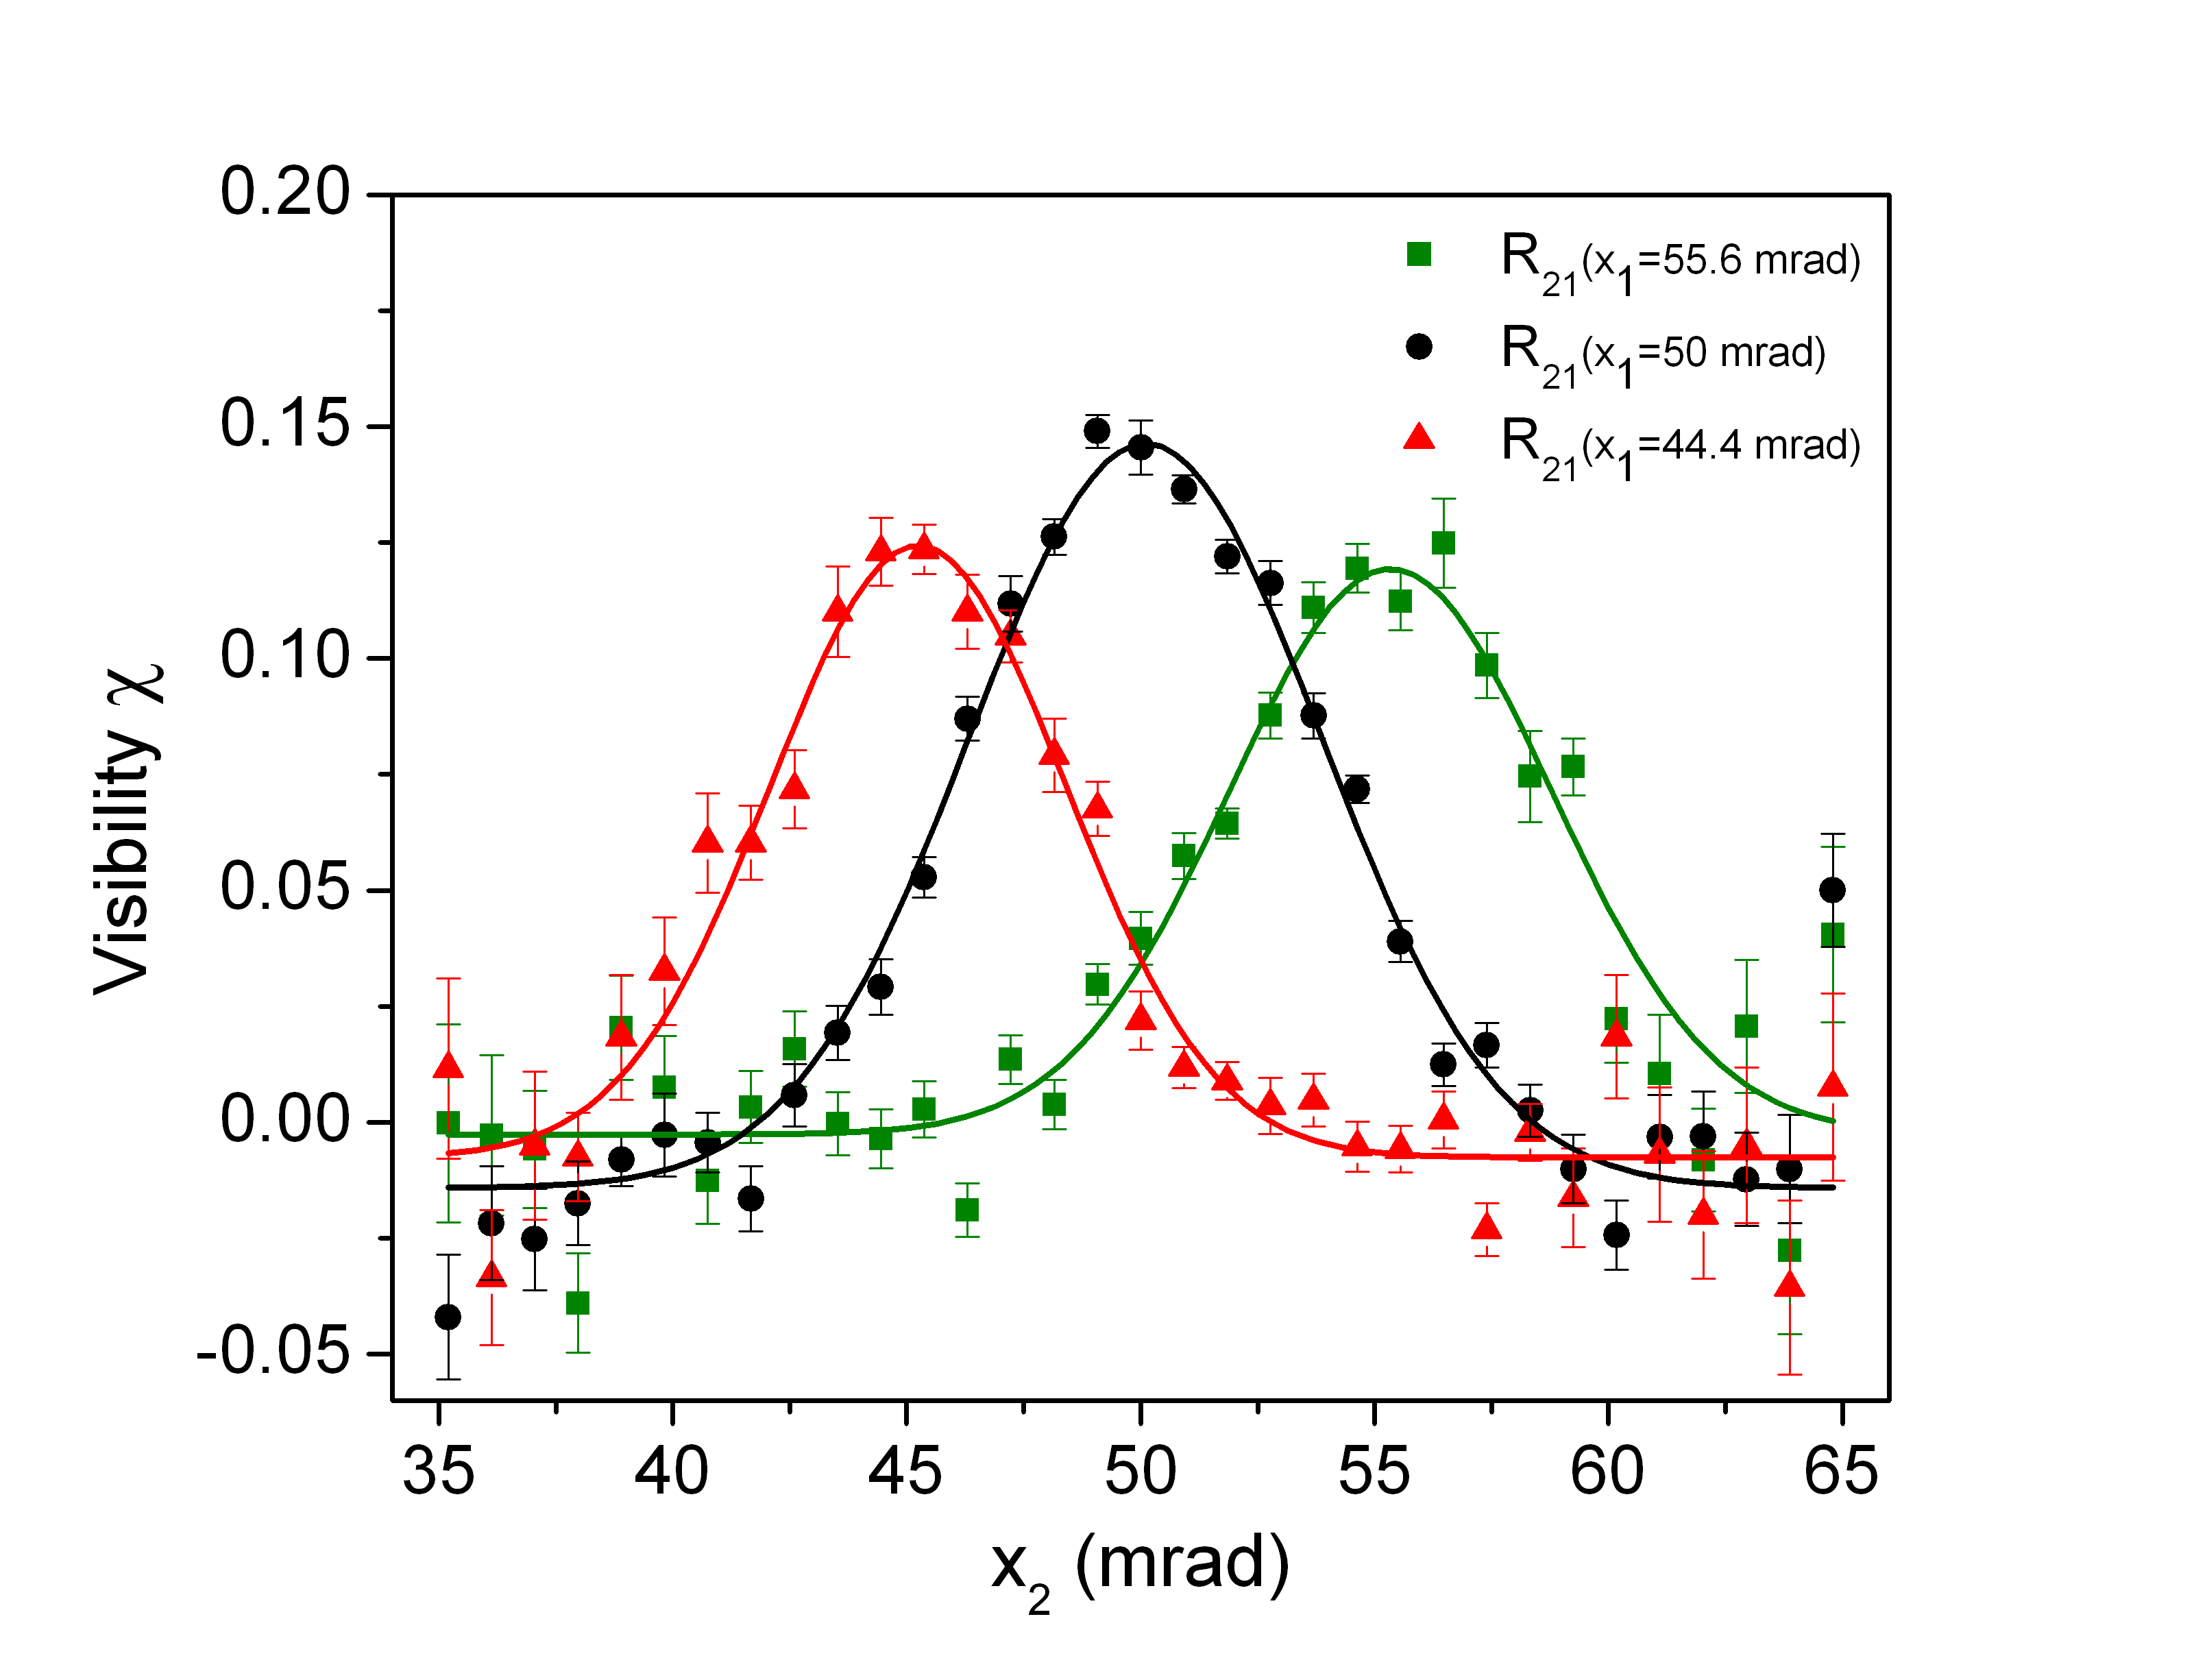 0.20
0.15
0.10
0.05
0.00
-0.05
Visibility χ
R21(x1=55.6 mrad)
R21(x1=50 mrad)
R21(x1=44.4 mrad)
35 40 45 50 55 60 65
x2 (mrad)